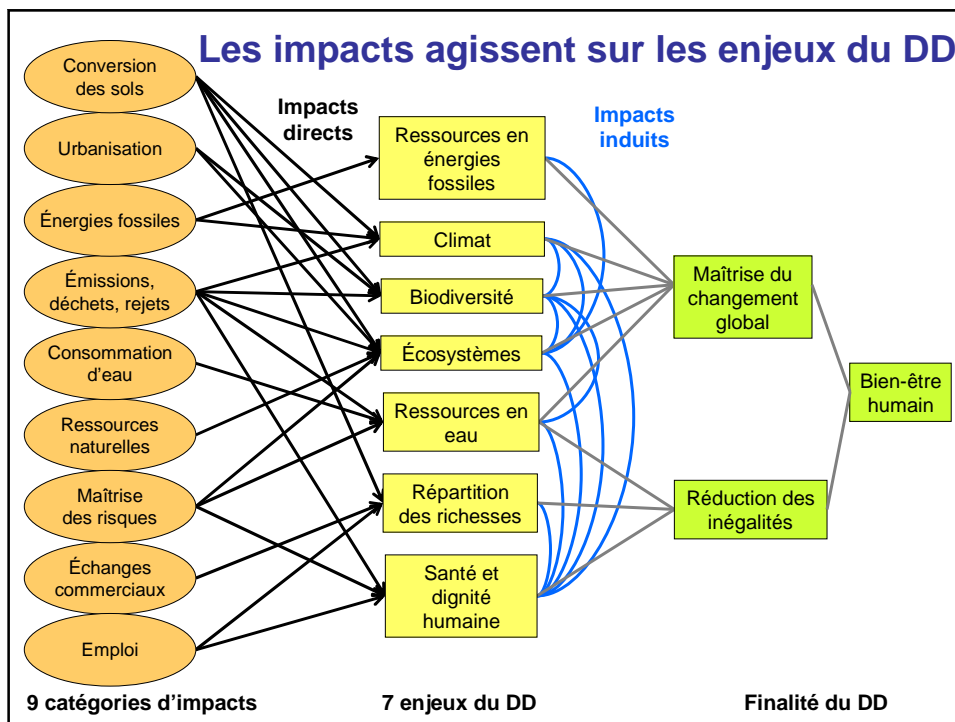 Les impacts agissent sur les enjeux du DD
Conversion
des sols
Urbanisation
Énergies fossiles
Émissions,
déchets, rejets
Consommation
d'eau
Ressources
naturelles
Maîtrise
des risques
Échanges
commerciaux
Emploi
9 catégories d'impacts
Impacts
directs
Ressources en
énergies
fossiles
Climat
Biodiversité
Écosystèmes
Ressources en
eau
Répartition
des richesses
Santé et
dignité
humaine
7 enjeux du DD
Impacts
induits
Maîtrise du
changement
global
Réduction des
inégalités
Bien-être
humain
Finalité du DD